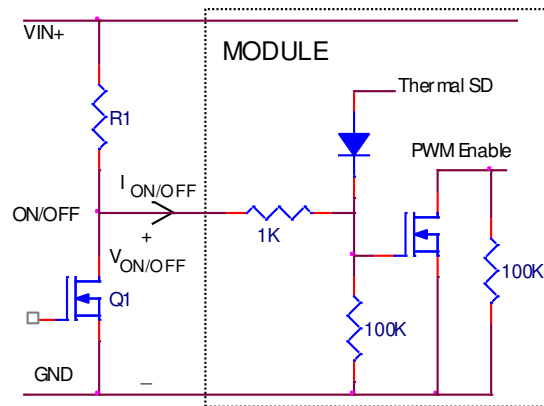 VIN+
MODULE
Thermal SD
R1
PWM Enable
I ON/OFF
ON/OFF
+
1K
V ON/OFF
Q1
100K
100K
GND
_